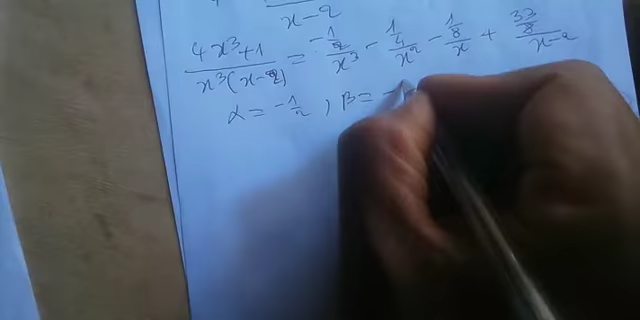 x-2
(4x³+1)/(x³(x-2)) = (-1/2)/x³ - (1/4)/x² - (1/8)/x + (33/8)/(x-2)
α = -1/2 , β = -